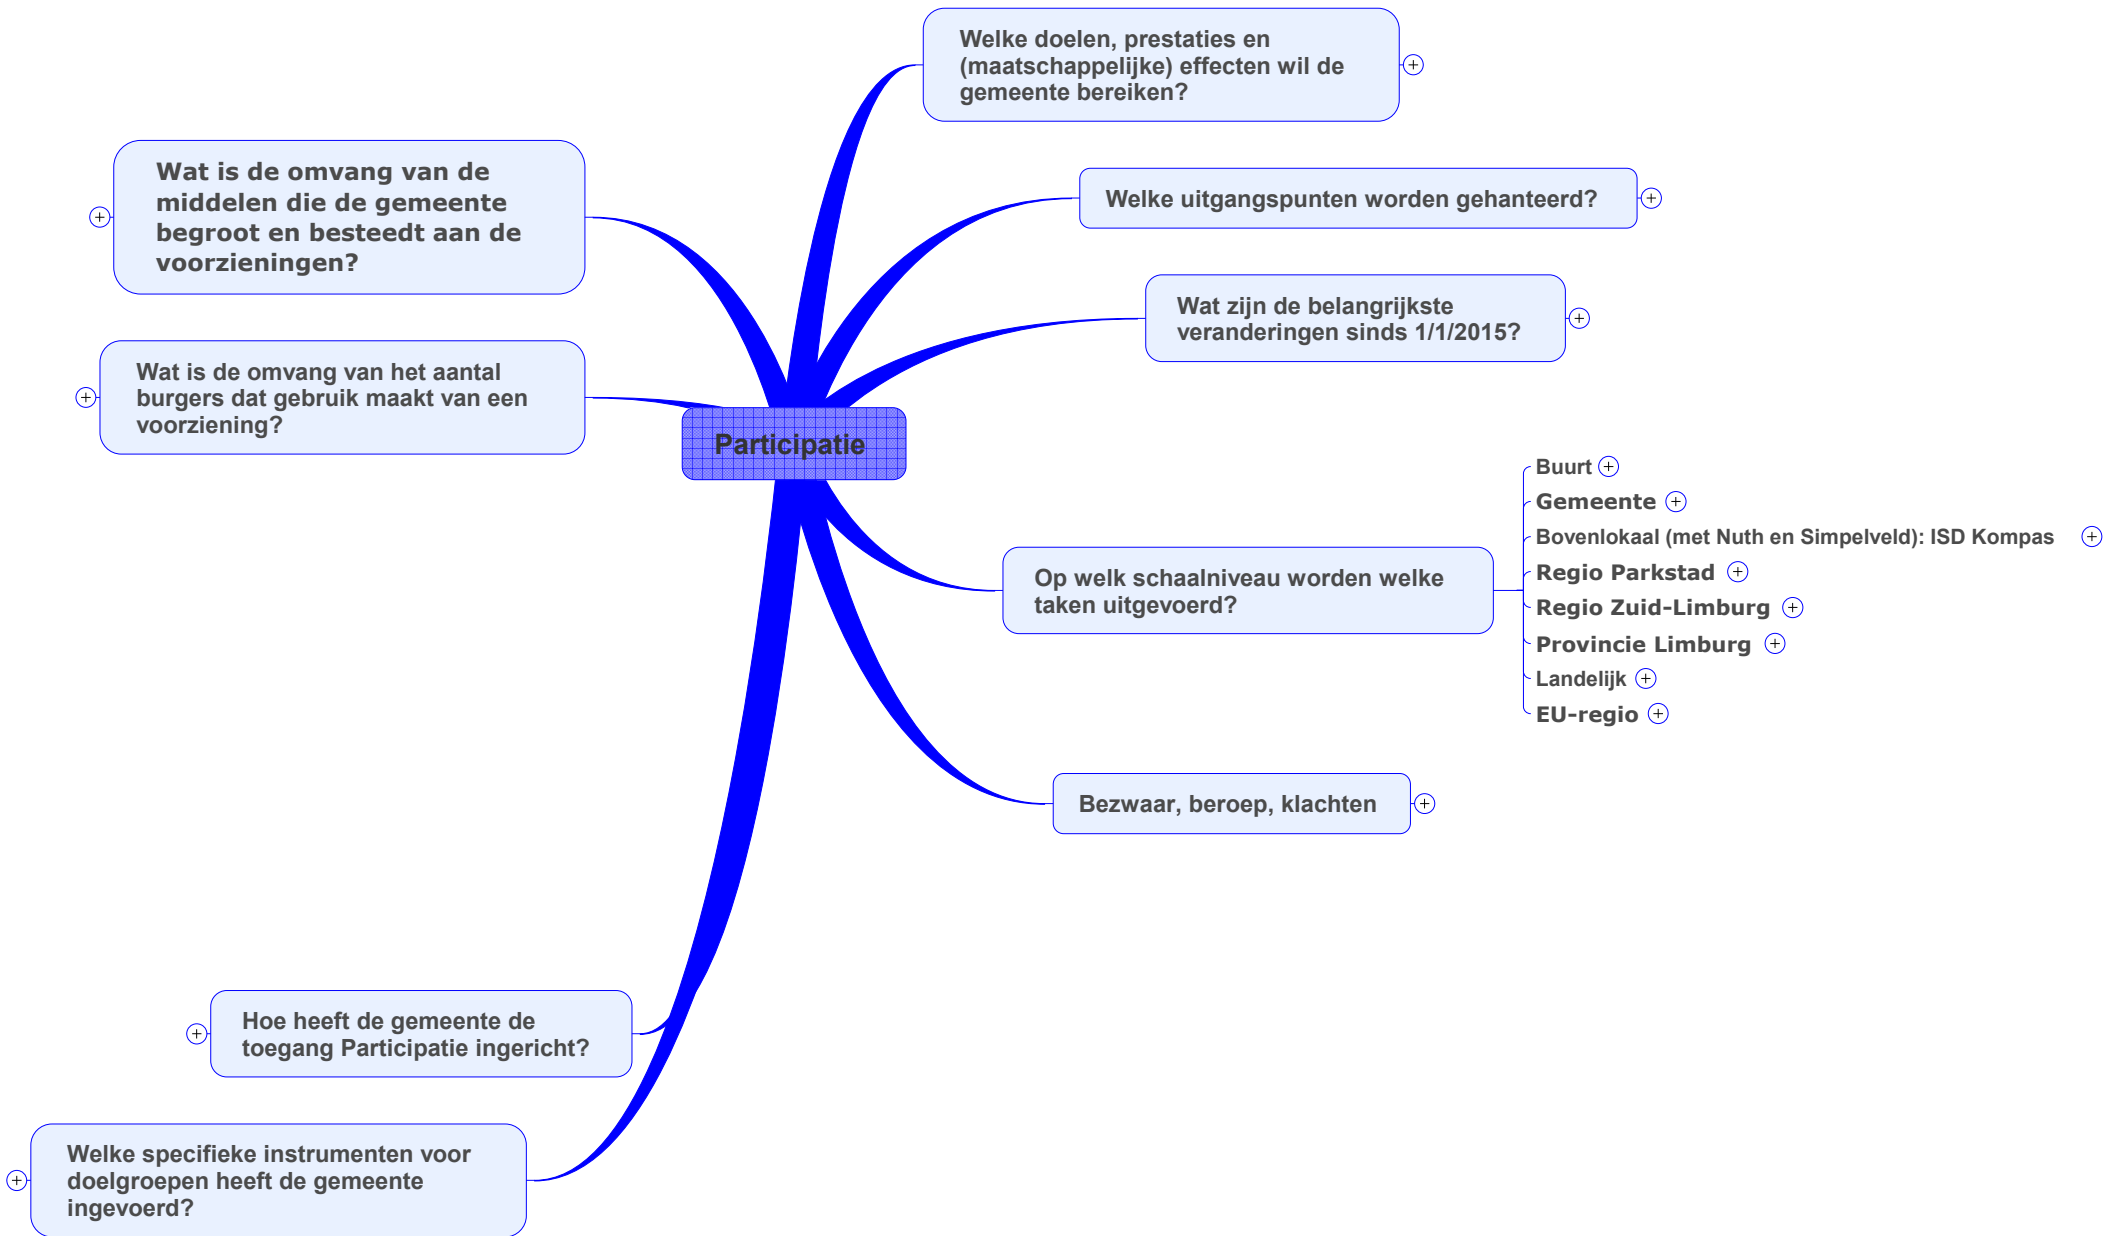 Welke doelen, prestaties en
(maatschappelijke) effecten wil de
gemeente bereiken?
Wat is de omvang van de
middelen die de gemeente
begroot en besteedt aan de
voorzieningen?
Welke uitgangspunten worden gehanteerd?
Wat zijn de belangrijkste
veranderingen sinds 1/1/2015?
Wat is de omvang van het aantal
burgers dat gebruik maakt van een
voorziening?
Participatie
Op welk schaalniveau worden welke
taken uitgevoerd?
Buurt
Gemeente
Bovenlokaal (met Nuth en Simpelveld): ISD Kompas
Regio Parkstad
Regio Zuid-Limburg
Provincie Limburg
Landelijk
EU-regio
Bezwaar, beroep, klachten
Hoe heeft de gemeente de
toegang Participatie ingericht?
Welke specifieke instrumenten voor
doelgroepen heeft de gemeente
ingevoerd?